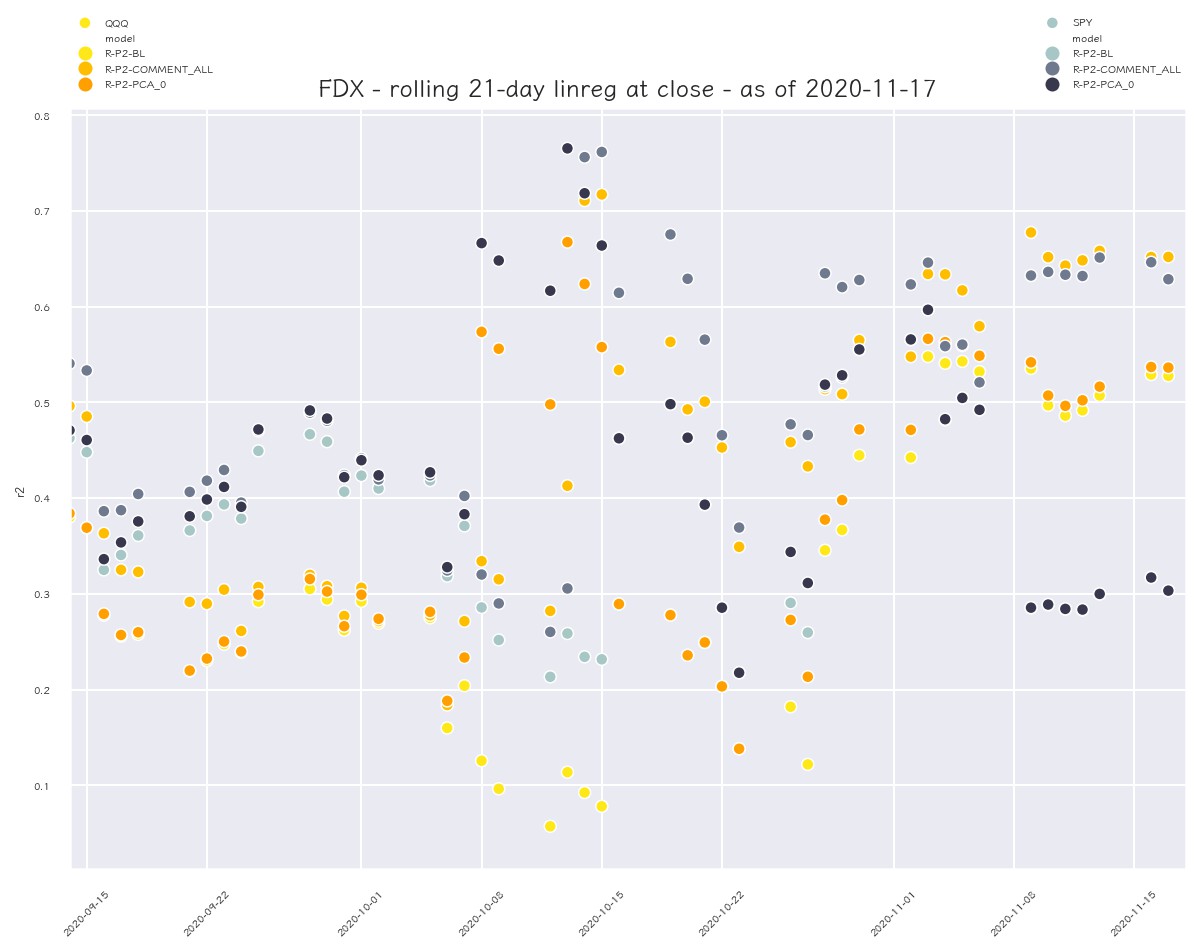 QQQ
model
R-P2-BL
R-P2-COMMENT_ALL
R-P2-PCA_0
SPY
model
R-P2-BL
R-P2-COMMENT_ALL
R-P2-PCA_0
FDX - rolling 21-day linreg at close - as of 2020-11-17
0.8
0.7
0.6
0.5
0.4
0.3
0.2
0.1
r2
2020-09-15
2020-09-22
2020-10-01
2020-10-08
2020-10-15
2020-10-22
2020-11-01
2020-11-08
2020-11-15